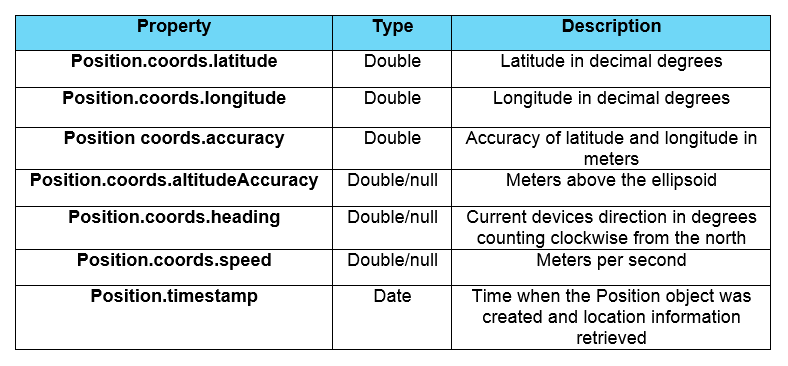 Property Type Description
Position.coords.latitude Double Latitude in decimal degrees
Position.coords.longitude Double Longitude in decimal degrees
Position coords.accuracy Double Accuracy of latitude and longitude in
meters
Position.coords.altitudeAccuracy Double/null Meters above the ellipsoid
Position.coords.heading Double/null Current devices direction in degrees
counting clockwise from the north
Position.coords.speed Double/null Meters per second
Position.timestamp Date Time when the Position object was
created and location information
retrieved